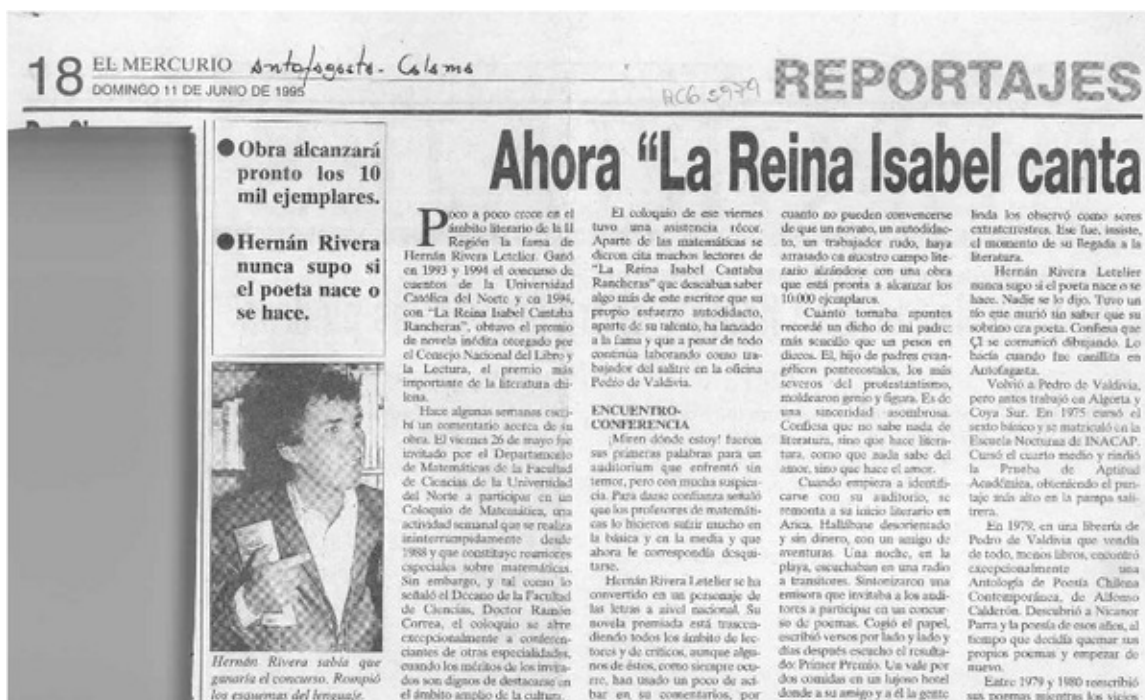 18 EL MERCURIO Antofagasta - Calama
DOMINGO 11 DE JUNIO DE 1995
REPORTAJES
● Obra alcanzará
pronto los 10
mil ejemplares.
● Hernán Rivera
nunca supo si
el poeta nace o
se hace.
Hernán Rivera sabía que
ganaría el concurso. Rompió
los esquemas del lenguaje.
Ahora “La Reina Isabel canta
Poco a poco crece en el
ámbito literario de la II
Región la fama de
Hernán Rivera Letelier. Ganó
en 1993 y 1994 el concurso de
cuentos de la Universidad
Católica del Norte y en 1994,
con “La Reina Isabel Cantaba
Rancheras”, obtuvo el premio
de novela inédita otorgado por
el Consejo Nacional del Libro y
la Lectura, el premio más
importante de la literatura chi-
lena.
Hace algunas semanas escri-
bí un comentario acerca de su
obra. El viernes 26 de mayo fue
invitado por el Departamento
de Matemáticas de la Facultad
de Ciencias de la Universidad
del Norte a participar en un
Coloquio de Matemática, una
actividad semanal que se realiza
ininterrumpidamente desde
1988 y que constituye reuniones
especiales sobre matemáticas.
Sin embargo, y tal como lo
señaló el Decano de la Facultad
de Ciencias, Doctor Ramón
Correa, el coloquio se abre
excepcionalmente a conferen-
ciantes de otras especialidades,
cuando los méritos de los invita-
dos son dignos de destacarse en
el ámbito amplio de la cultura.
El coloquio de ese viernes
tuvo una asistencia récor.
Aparte de las matemáticas se
dieron cita muchos lectores de
“La Reina Isabel Cantaba
Rancheras” que deseaban saber
algo más de este escritor que su
propio esfuerzo autodidacto,
aparte de su talento, ha lanzado
a la fama y que a pesar de todo
continúa laborando como tra-
bajador del salitre en la oficina
Pedro de Valdivia.
ENCUENTRO-
CONFERENCIA
¡Miren dónde estoy! fueron
sus primeras palabras para un
auditorium que enfrentó sin
temor, pero con mucha suspica-
cia. Para darse confianza señaló
que los profesores de matemáti-
cas lo hicieron sufrir mucho en
la básica y en la media y que
ahora le correspondía desqui-
tarse.
Hernán Rivera Letelier se ha
convertido en un personaje de
las letras a nivel nacional. Su
novela premiada está trascen-
diendo todos los ámbito de lec-
tores y de críticos, aunque algu-
nos de éstos, como siempre ocu-
rre, han usado un poco de ací-
bar en su comentarios, por
cuanto no pueden convencerse
de que un novato, un autodidac-
to, un trabajador rudo, haya
arrasado en nuestro campo lite-
rario alzándose con una obra
que está pronta a alcanzar los
10.000 ejemplares.
Cuánto tomaba apuntes
recordé un dicho de mi padre:
más sencillo que un pesos en
dieces. El, hijo de padres evan-
gélicos pentecostales, los más
severos del protestantismo,
moldearon genio y figura. Es de
una sinceridad asombrosa.
Confiesa que no sabe nada de
literatura, sino que hace litera-
tura, como que nada sabe del
amor, sino que hace el amor.
Cuando empieza a identifi-
carse con su auditorio, se
remonta a su inicio literario en
Arica. Hallábase desorientado
y sin dinero, con un amigo de
aventuras. Una noche, en la
playa, escuchaban en una radio
a transitores. Sintonizaron una
emisora que invitaba a los audi-
tores a participar en un concur-
so de poemas. Cogió el papel,
escribió versos por lado y lado y
días después escucho el resulta-
do: Primer Premio. Un vale por
dos comidas en un lujoso hotel
donde a su amigo y a él la gente
linda los observó como seres
extraterrestres. Ese fue, insiste,
el momento de su llegada a la
literatura.
Hernán Rivera Letelier
nunca supo si el poeta nace o se
hace. Nadie se lo dijo. Tuvo un
tío que murió sin saber que su
sobrino era poeta. Confiesa que
ÇI se comunicó dibujando. Lo
hacía cuando fue canillita en
Antofagasta.
Volvió a Pedro de Valdivia,
pero antes trabajó en Algorta y
Coya Sur. En 1975 cursó el
sexto básico y se matriculó en la
Escuela Nocturna de INACAP.
Cursó el cuarto medio y rindió
la Prueba de Aptitud
Académica, obteniendo el pun-
taje más alto en la pampa sali-
trera.
En 1979, en una librería de
Pedro de Valdivia que vendía
de todo, menos libros, encontró
excepcionalmente una
Antología de Poesía Chilena
Contemporánea, de Alfonso
Calderón. Descubrió a Nicanor
Parra y la poesía de esos años, al
tiempo que decidía quemar sus
propios poemas y empezar de
nuevo.
Entre 1979 y 1980 reescribió
sus poemas mientras los vicios